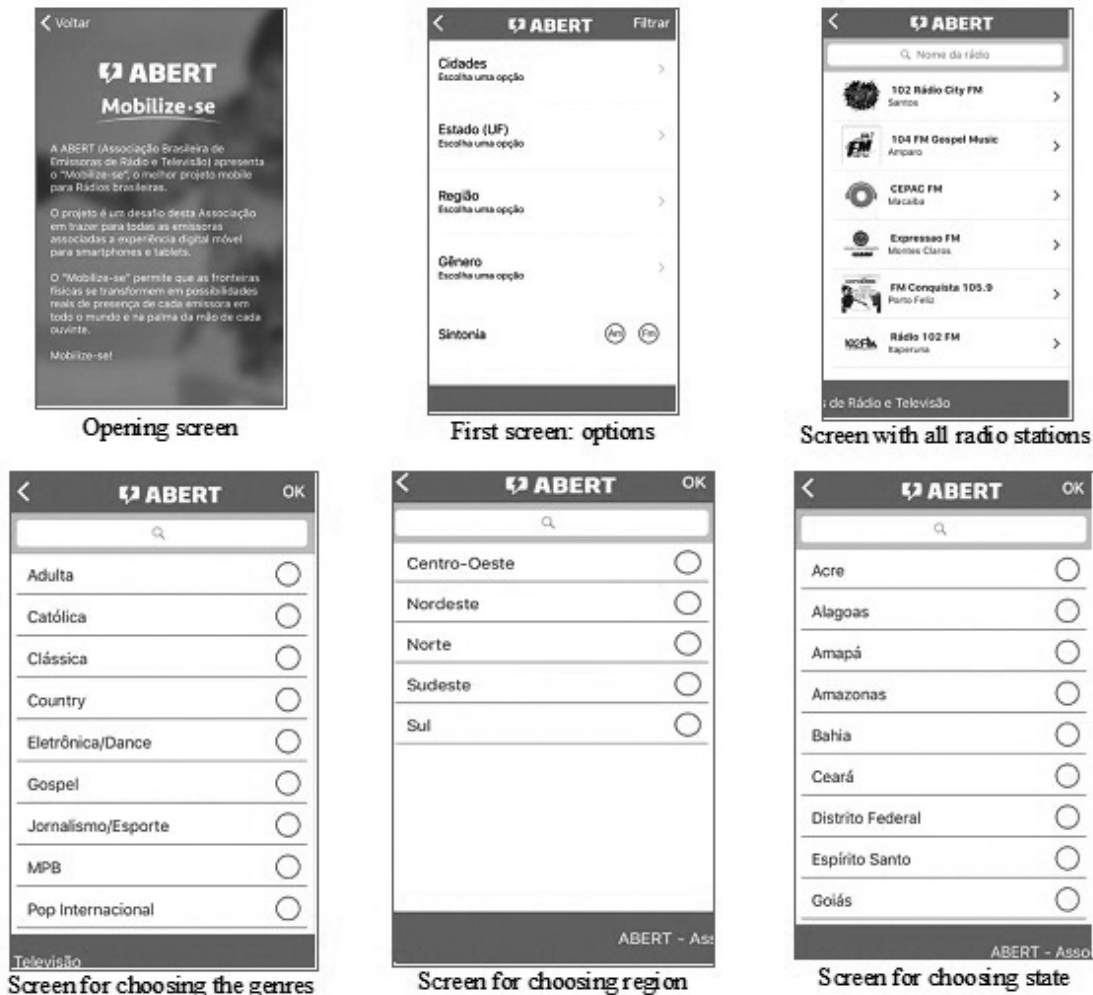 Voltar
ABERT
Mobilize-se
A ABERT (Associação Brasileira de
Emissoras de Rádio e Televisão) apresenta
o "Mobilize-se", o melhor projeto mobile
para Rádios brasileiras.
O projeto é um desafio desta Associação
em trazer para todas as emissoras
associadas a experiência digital móvel
para smartphones e tablets.
O "Mobilize-se" permite que as fronteiras
físicas se transformem em possibilidades
reais de presença de cada emissora em
todo o mundo e na palma da mão de cada
ouvinte.
Mobilize-se!
Opening screen
ABERT Filtrar
Cidades
Escolha uma opção
Estado (UF)
Escolha uma opção
Região
Escolha uma opção
Gênero
Escolha uma opção
Sintonia Am Fm
First screen: options
ABERT
Nome da rádio
102 Rádio City FM
Santos
104 FM Gospel Music
Amparo
FM
CEPAC FM
Macaíba
Expressao FM
Montes Claros
FM Conquista 105.9
Porto Feliz
102FM
Rádio 102 FM
Itaperuna
s de Rádio e Televisão
Screen with all radio stations
ABERT OK
Adulta
Católica
Clássica
Country
Eletrônica/Dance
Gospel
Jornalismo/Esporte
MPB
Pop Internacional
Televisão
Screen for choosing the genres
ABERT OK
Centro-Oeste
Nordeste
Norte
Sudeste
Sul
ABERT - Ass
Screen for choosing region
ABERT OK
Acre
Alagoas
Amapá
Amazonas
Bahia
Ceará
Distrito Federal
Espírito Santo
Goiás
ABERT - Asso
Screen for choosing state